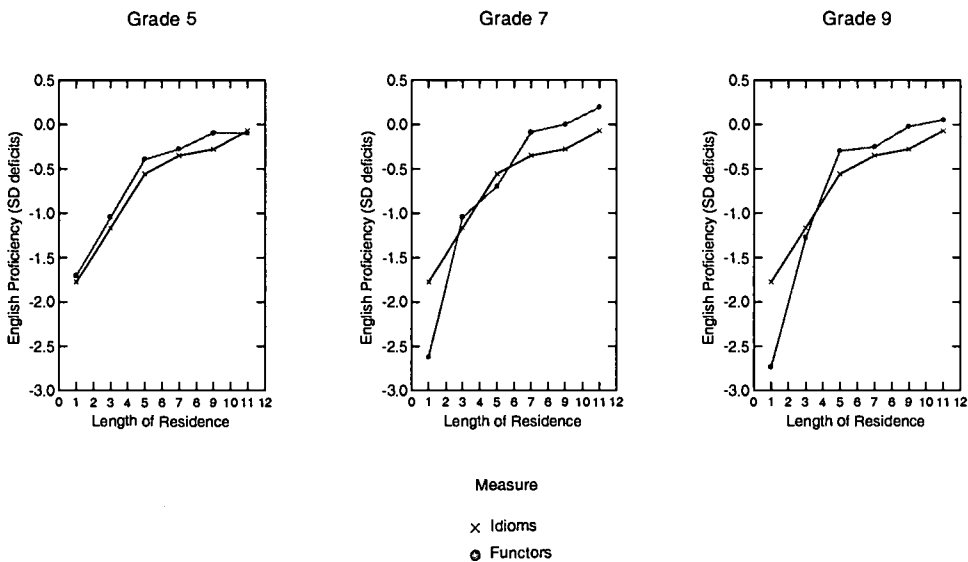 Grade 5
Grade 7
Grade 9
English Proficiency (SD deficits)
0.5
0.0
-0.5
-1.0
-1.5
-2.0
-2.5
-3.0
0 1 2 3 4 5 6 7 8 9 10 11 12
Length of Residence
English Proficiency (SD deficits)
0.5
0.0
-0.5
-1.0
-1.5
-2.0
-2.5
-3.0
0 1 2 3 4 5 6 7 8 9 10 11 12
Length of Residence
English Proficiency (SD deficits)
0.5
0.0
-0.5
-1.0
-1.5
-2.0
-2.5
-3.0
0 1 2 3 4 5 6 7 8 9 10 11 12
Length of Residence
Measure
Idioms
Functors